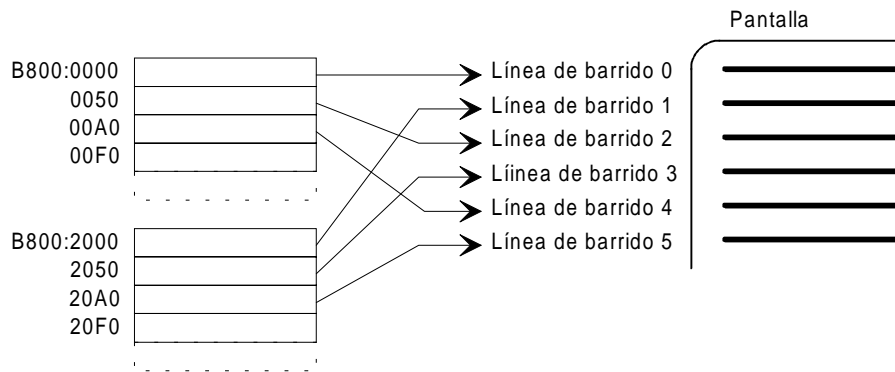 Pantalla
B800:0000
0050
00A0
00F0
B800:2000
2050
20A0
20F0
Línea de barrido 0
Línea de barrido 1
Línea de barrido 2
Líinea de barrido 3
Línea de barrido 4
Línea de barrido 5